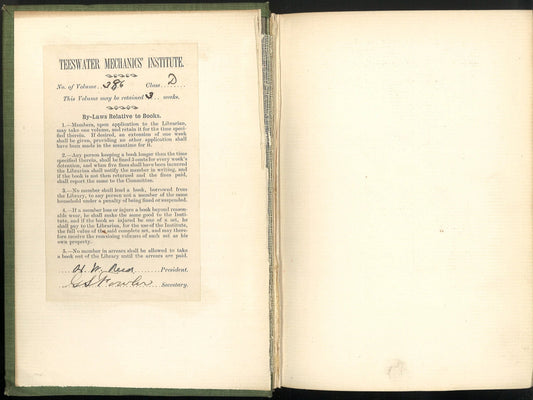 TEESWATER MECHANICS' INSTITUTE.
No. of Volume.. 386 Class.. D .....
This Volume may be retained 3... weeks.
By-Laws Relative to Books.
1.—Members, upon application to the Librarian,
may take one volume, and retain it for the time speci-
fied therein. If desired, an extension of one week
shall be given, providing no other application shall
have been made in the meantime for it.
2.—Any person keeping a book longer than the time
specified therein, shall be fined 5 cents for every week's
detention, and when five fines shall have been incurred
the Librarian shall notify the member in writing, and
if the book is not then returned and the fines paid,
shall report the same to the Committee.
3.—No member shall lend a book, borrowed from
the Library, to any person not a member of the same
household under a penalty of being fined or suspended.
4.—If a member lose or injure a book beyond reason-
able wear, he shall make the same good to the Insti-
tute, and if the book so injured be one of a set, he
shall pay to the Librarian, for the use of the Institute,
the full value of the said complete set, and may there-
fore receive the remaining volumes of such set as his
own property.
5.—No member in arrears shall be allowed to take
a book out of the Library until the arrears are paid.
President.
Secretary.